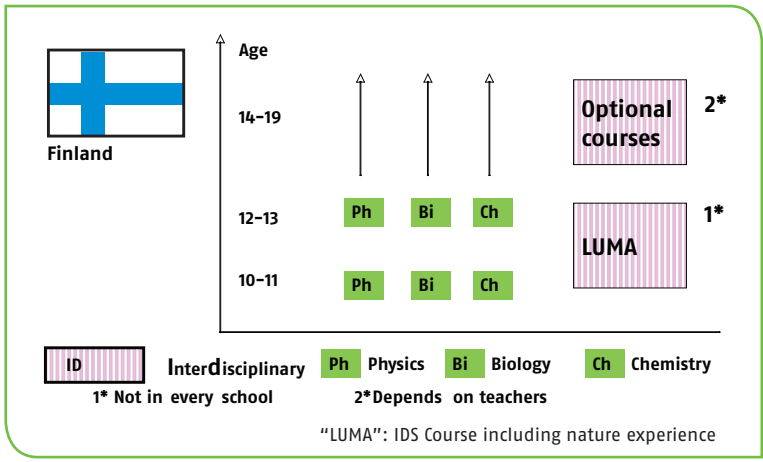 Age
Finland
14-19
Optional
courses
2*
12-13
Ph Bi Ch
1*
LUMA
10-11
Ph Bi Ch
ID Interdisciplinary Ph Physics Bi Biology Ch Chemistry
1* Not in every school 2*Depends on teachers
"LUMA": IDS Course including nature experience